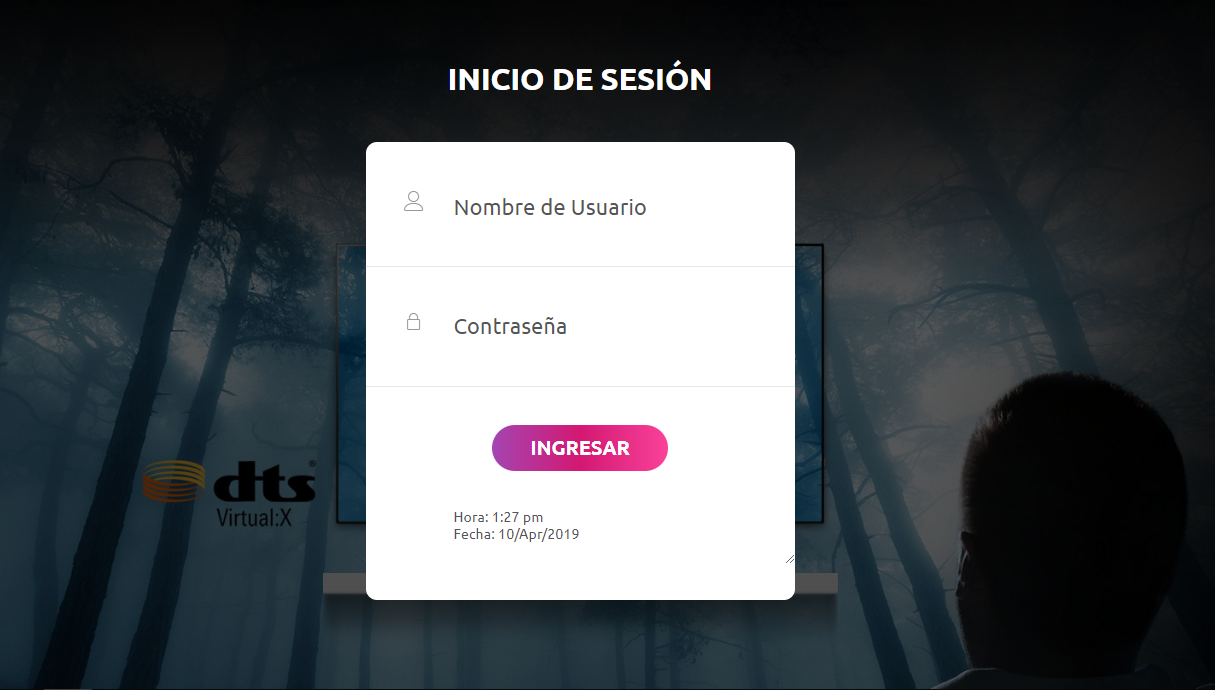 INICIO DE SESIÓN
Nombre de Usuario
Contraseña
INGRESAR
dts®
Virtual:X
Hora: 1:27 pm
Fecha: 10/Apr/2019